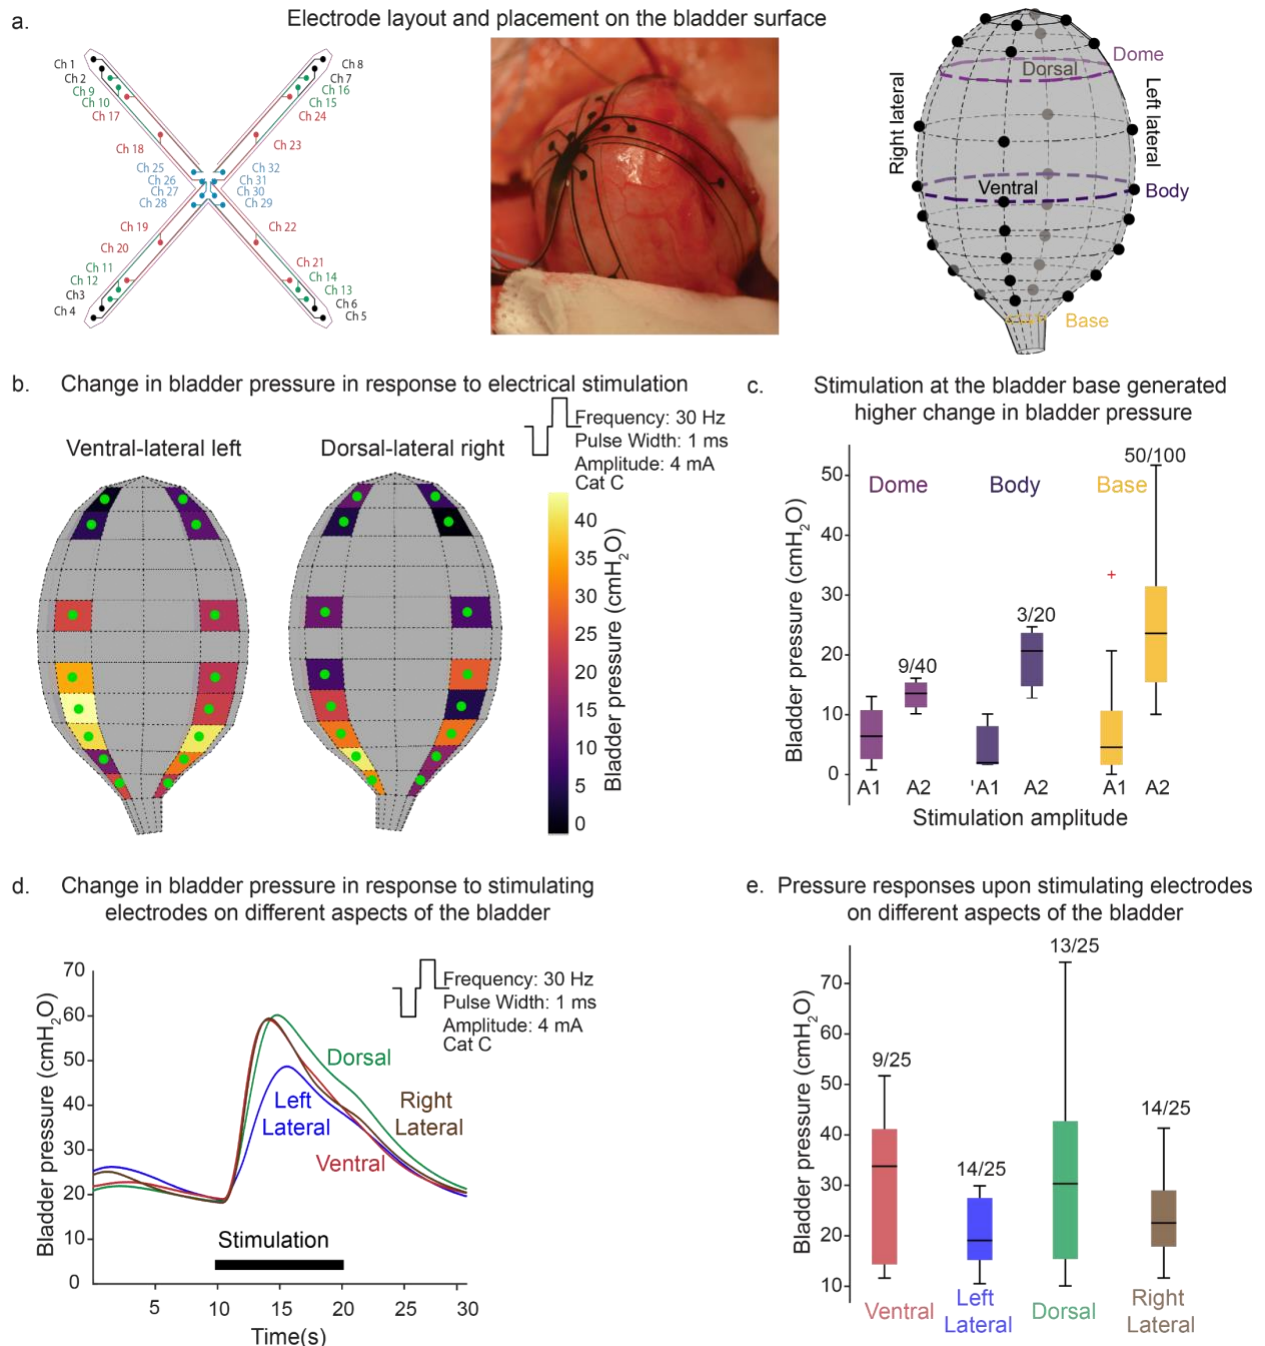 a.
Electrode layout and placement on the bladder surface
Ch 1
Ch 2
Ch 9
Ch 10
Ch 17
Ch 18
Ch 25
Ch 26
Ch 27
Ch 28
Ch 19
Ch 20
Ch 11
Ch 12
Ch3
Ch 4
Ch 8
Ch 7
Ch 16
Ch 15
Ch 24
Ch 23
Ch 32
Ch 31
Ch 30
Ch 29
Ch 22
Ch 21
Ch 14
Ch 13
Ch 6
Ch 5
Dome
Dorsal
Right lateral
Left lateral
Ventral
Body
Base
b.
Change in bladder pressure in response to electrical stimulation
Ventral-lateral left
Dorsal-lateral right
Frequency: 30 Hz
Pulse Width: 1 ms
Amplitude: 4 mA
Cat C
40
35
30
25
20
15
10
5
0
Bladder pressure (cmH2O)
c.
Stimulation at the bladder base generated
higher change in bladder pressure
50
40
30
20
10
0
Bladder pressure (cmH2O)
Dome
Body
Base
9/40
3/20
50/100
A1
A2
'A1
A2
A1
A2
Stimulation amplitude
d.
Change in bladder pressure in response to stimulating
electrodes on different aspects of the bladder
70
60
50
40
30
20
10
0
Bladder pressure (cmH2O)
Frequency: 30 Hz
Pulse Width: 1 ms
Amplitude: 4 mA
Cat C
Dorsal
Left
Lateral
Right
Lateral
Ventral
Stimulation
5
10
15
20
25
30
Time(s)
e.
Pressure responses upon stimulating electrodes
on different aspects of the bladder
70
60
50
40
30
20
10
Bladder pressure (cmH2O)
9/25
14/25
13/25
14/25
Ventral
Left
Lateral
Dorsal
Right
Lateral